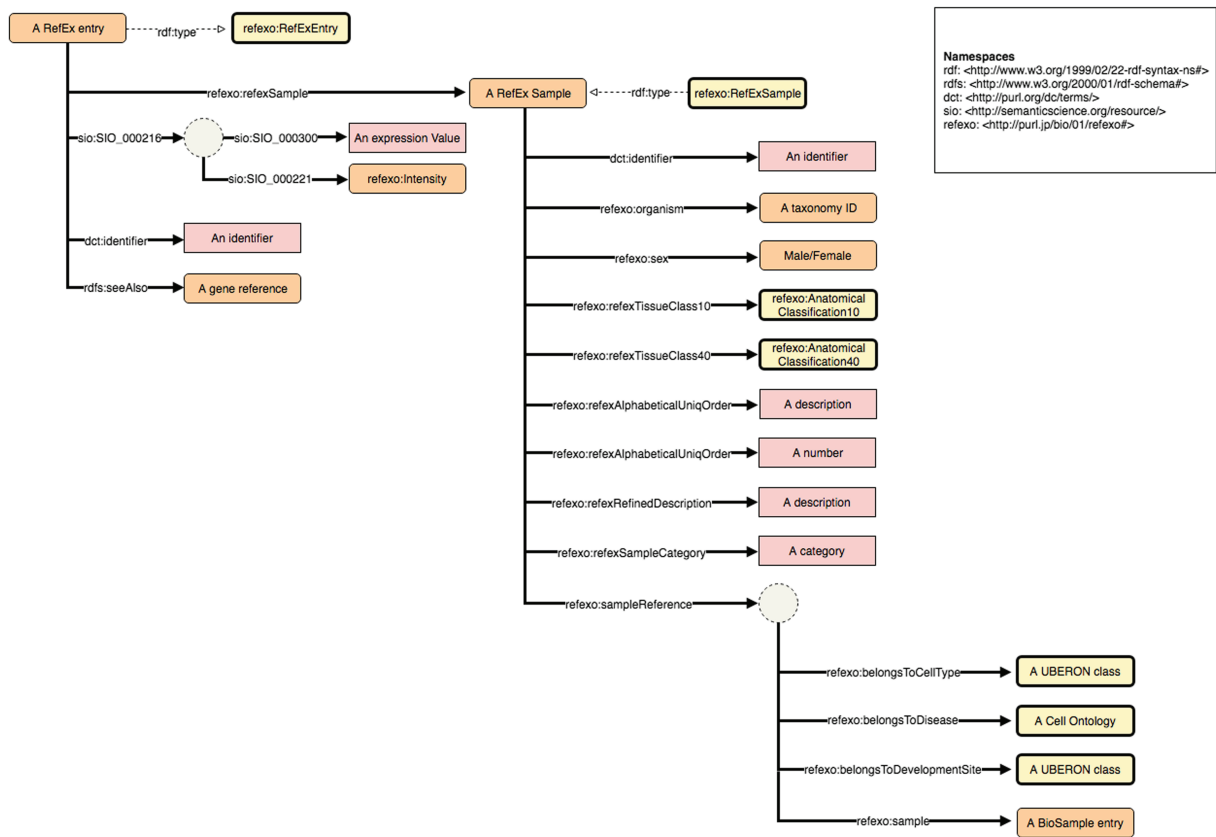 A RefEx entry
rdf:type
refexo:RefExEntry
Namespaces
rdf: <http://www.w3.org/1999/02/22-rdf-syntax-ns#>
rdfs: <http://www.w3.org/2000/01/rdf-schema#>
dct: <http://purl.org/dc/terms/>
sio: <http://semanticscience.org/resource/>
refexo: <http://purl.jp/bio/01/refexo#>
refexo:refexSample
A RefEx Sample
rdf:type
refexo:RefExSample
sio:SIO_000216
sio:SIO_000300
An expression Value
sio:SIO_000221
refexo:Intensity
dct:identifier
An identifier
rdfs:seeAlso
A gene reference
dct:identifier
An identifier
refexo:organism
A taxonomy ID
refexo:sex
Male/Female
refexo:refexTissueClass10
refexo:Anatomical
Classification10
refexo:refexTissueClass40
refexo:Anatomical
Classification40
refexo:refexAlphabeticalUniqOrder
A description
refexo:refexAlphabeticalUniqOrder
A number
refexo:refexRefinedDescription
A description
refexo:refexSampleCategory
A category
refexo:sampleReference
refexo:belongsToCellType
A UBERON class
refexo:belongsToDisease
A Cell Ontology
refexo:belongsToDevelopmentSite
A UBERON class
refexo:sample
A BioSample entry